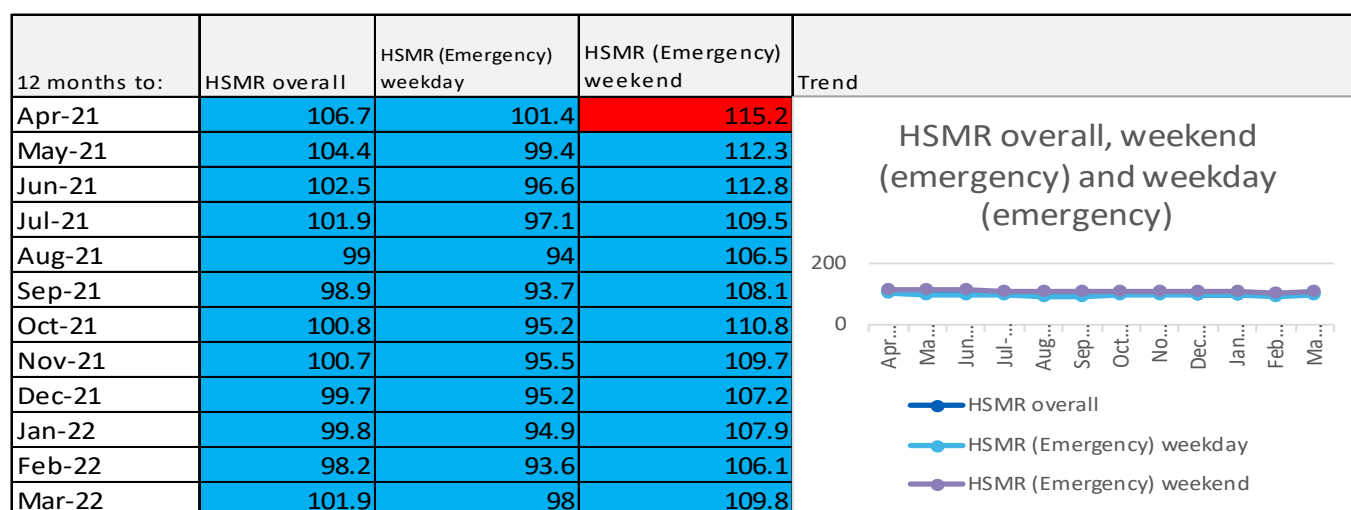 12 months to: HSMR overall HSMR (Emergency) weekday HSMR (Emergency) weekend Trend
Apr-21 106.7 101.4 115.2
May-21 104.4 99.4 112.3
Jun-21 102.5 96.6 112.8
Jul-21 101.9 97.1 109.5
Aug-21 99 94 106.5
Sep-21 98.9 93.7 108.1
Oct-21 100.8 95.2 110.8
Nov-21 100.7 95.5 109.7
Dec-21 99.7 95.2 107.2
Jan-22 99.8 94.9 107.9
Feb-22 98.2 93.6 106.1
Mar-22 101.9 98 109.8
HSMR overall, weekend
(emergency) and weekday
(emergency)
200
0
Apr... Ma... Jun... Jul-... Aug... Sep... Oct... No... Dec... Jan... Feb... Ma...
HSMR overall
HSMR (Emergency) weekday
HSMR (Emergency) weekend